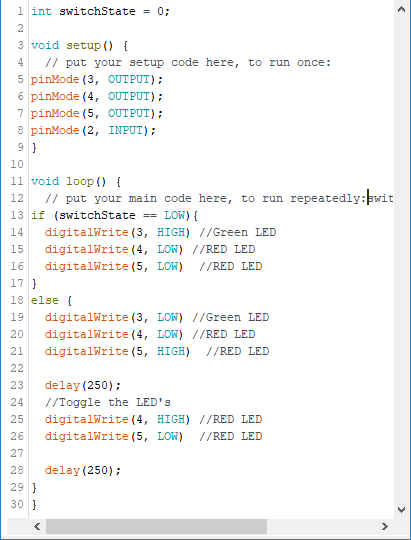 1 int switchState = 0;
2
3 void setup() {
4 // put your setup code here, to run once:
5 pinMode(3, OUTPUT);
6 pinMode(4, OUTPUT);
7 pinMode(5, OUTPUT);
8 pinMode(2, INPUT);
9 }
10
11 void loop() {
12 // put your main code here, to run repeatedly:swit
13 if (switchState == LOW){
14 digitalWrite(3, HIGH) //Green LED
15 digitalWrite(4, LOW) //RED LED
16 digitalWrite(5, LOW)  //RED LED
17 }
18 else {
19 digitalWrite(3, LOW) //Green LED
20 digitalWrite(4, LOW) //RED LED
21 digitalWrite(5, HIGH)  //RED LED
22
23 delay(250);
24 //Toggle the LED's
25 digitalWrite(4, HIGH) //RED LED
26 digitalWrite(5, LOW)  //RED LED
27
28 delay(250);
29 }
30 }